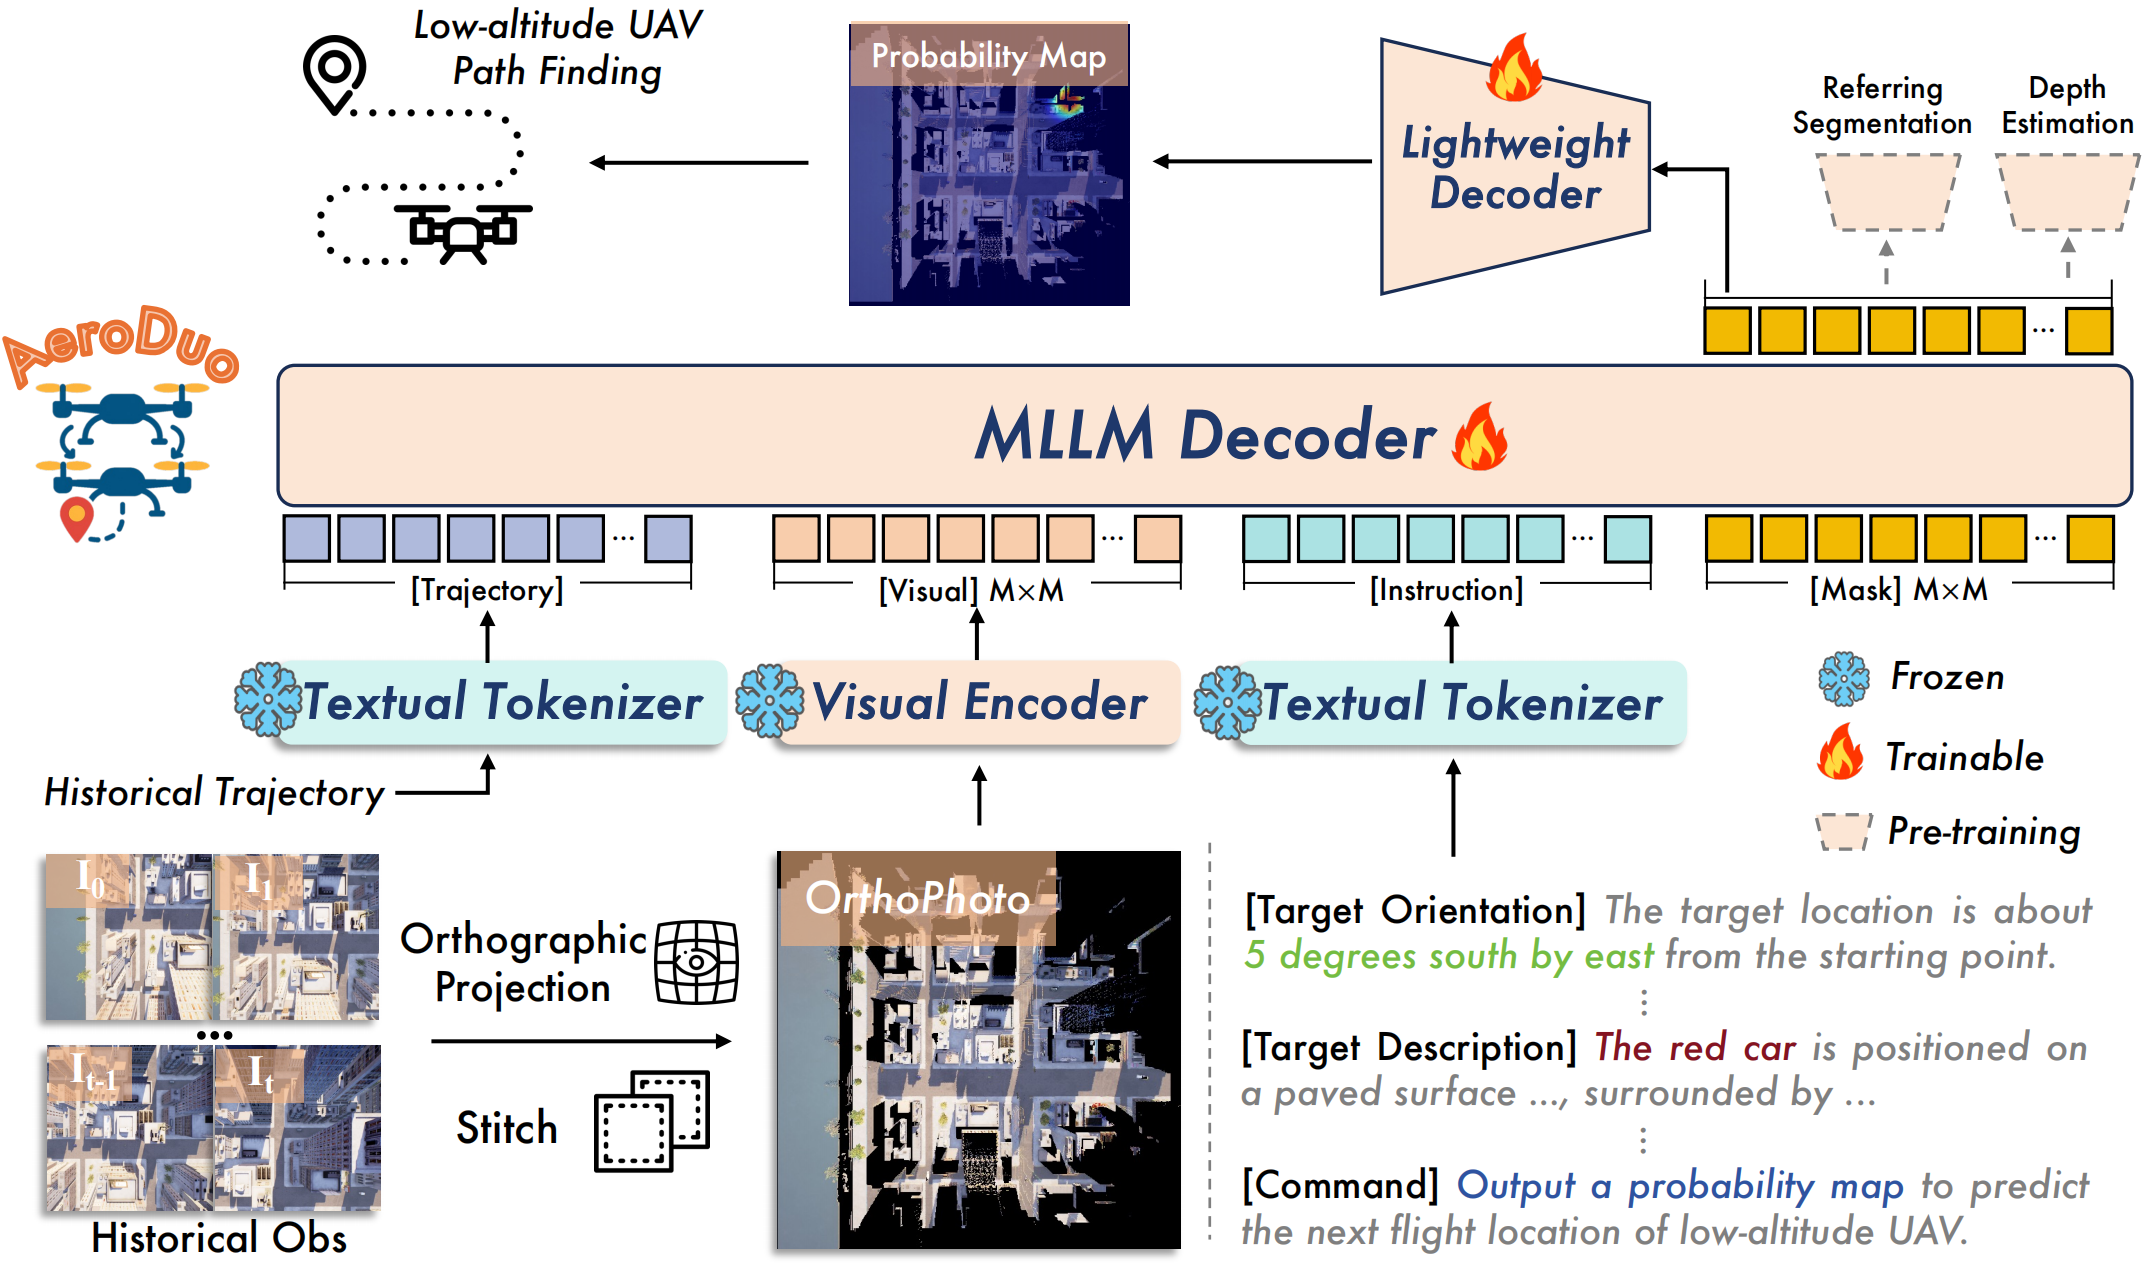 Low-altitude UAV
Path Finding
Probability Map
Lightweight
Decoder
Referring
Segmentation
Depth
Estimation
...
AeroDuo
MLLM Decoder
...
...
...
...
[Trajectory]
[Visual] M×M
[Instruction]
[Mask] M×M
Textual Tokenizer
Visual Encoder
Textual Tokenizer
Frozen
Trainable
Pre-training
Historical Trajectory
I0
I1
...
It-1
It
Historical Obs
Orthographic
Projection
Stitch
OrthoPhoto
[Target Orientation] The target location is about
5 degrees south by east from the starting point.
⋮
[Target Description] The red car is positioned on
a paved surface ..., surrounded by ...
⋮
[Command] Output a probability map to predict
the next flight location of low-altitude UAV.